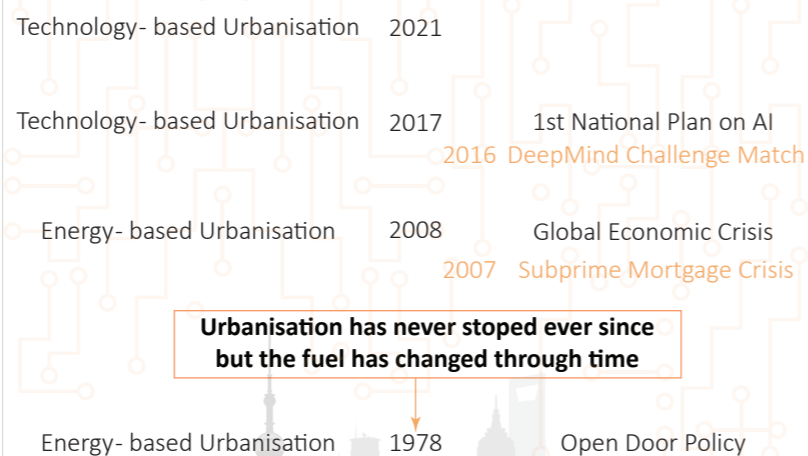 Technology- based Urbanisation 2021
Technology- based Urbanisation 2017 1st National Plan on AI
2016 DeepMind Challenge Match
Energy- based Urbanisation 2008 Global Economic Crisis
2007 Subprime Mortgage Crisis
Urbanisation has never stoped ever since
but the fuel has changed through time
Energy- based Urbanisation 1978 Open Door Policy